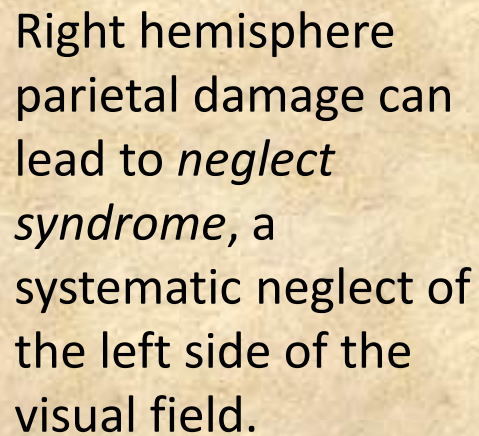 Right hemisphere
parietal damage can
lead to neglect
syndrome, a
systematic neglect of
the left side of the
visual field.